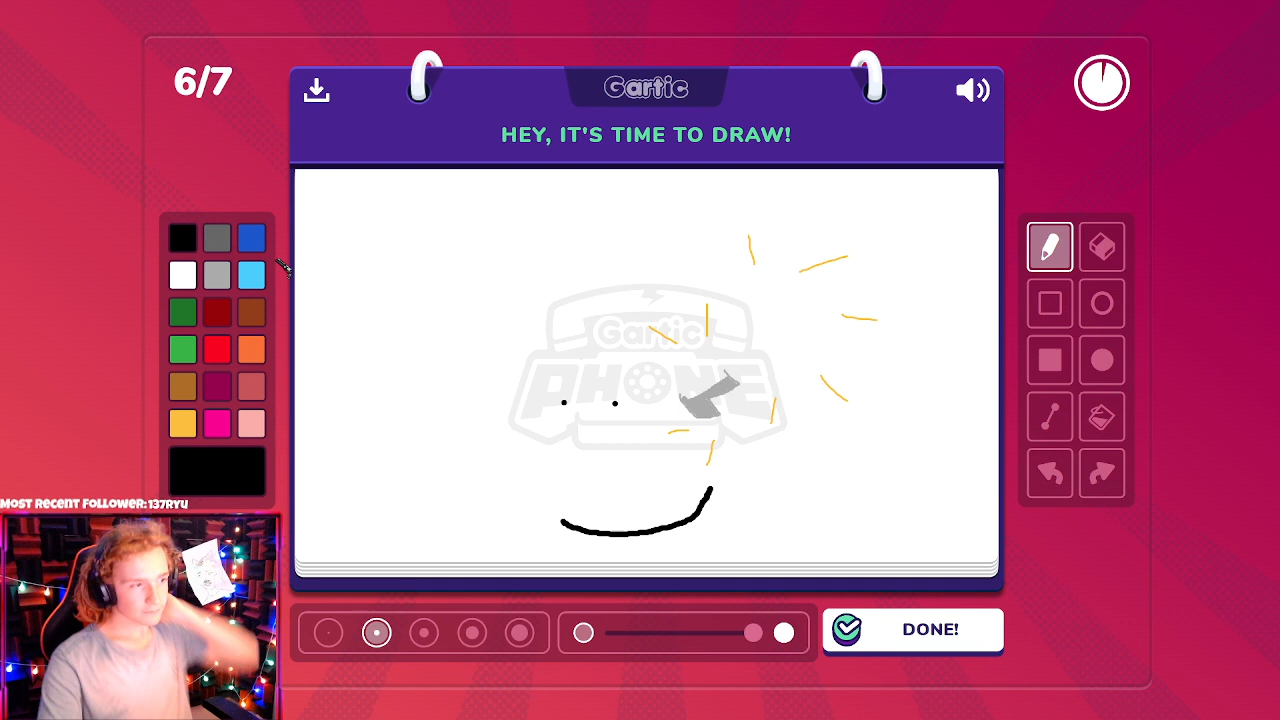 6/7
Gartic
HEY, IT'S TIME TO DRAW!
Gartic
PHONE
MOST RECENT FOLLOWER: 137RYU
DONE!